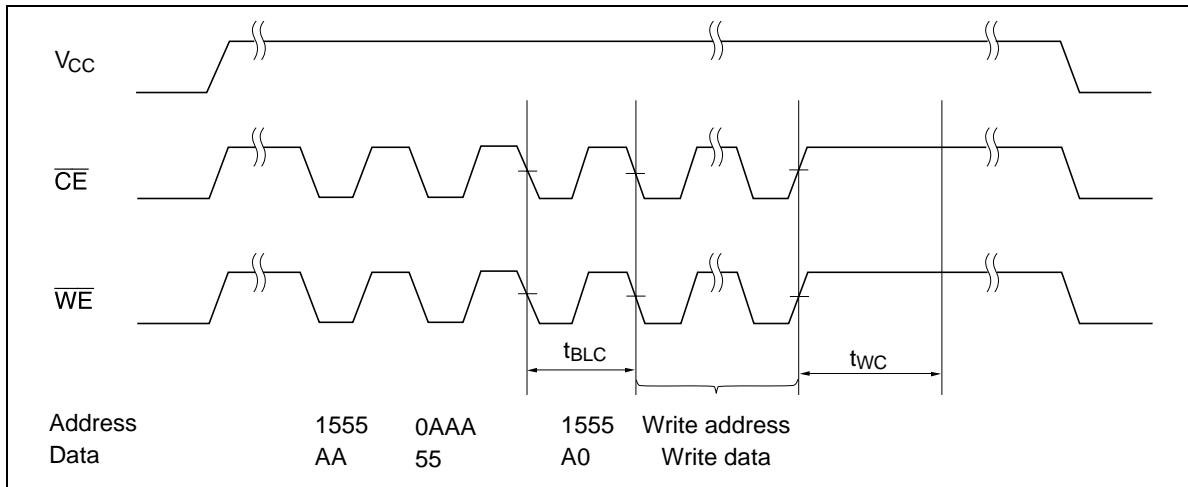 VCC
CE
WE
tBLC
tWC
Address 1555 0AAA 1555 Write address
Data AA 55 A0 Write data